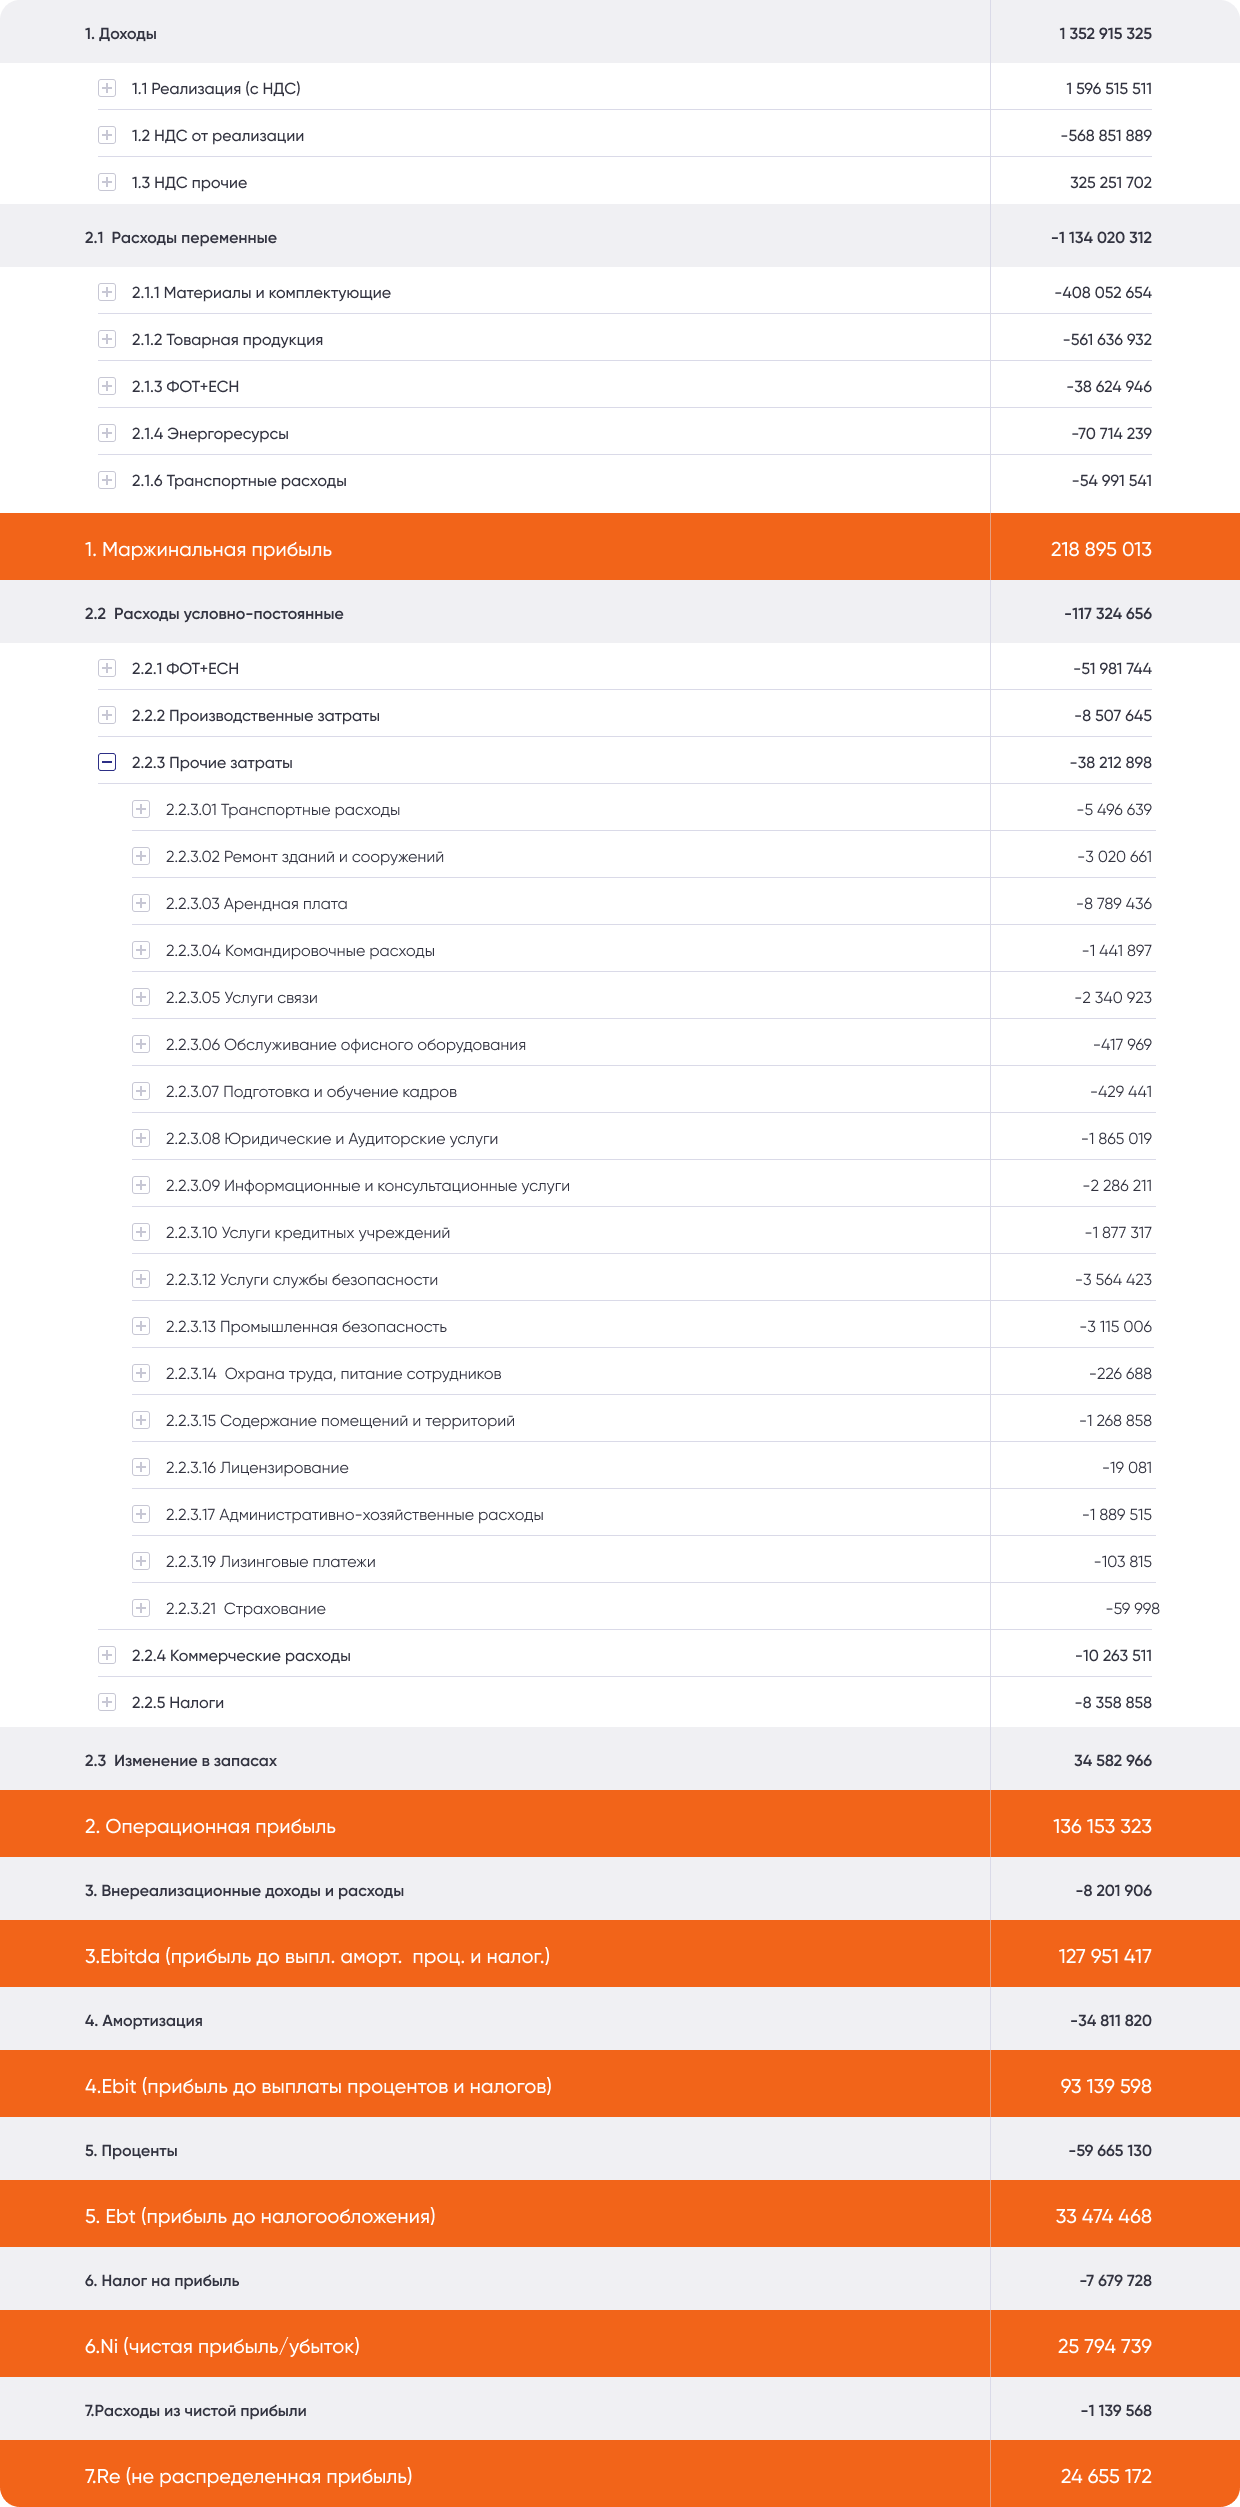 1. Доходы 1 352 915 325
1.1 Реализация (с НДС) 1 596 515 511
1.2 НДС от реализации -568 851 889
1.3 НДС прочие 325 251 702
2.1 Расходы переменные -1 134 020 312
2.1.1 Материалы и комплектующие -408 052 654
2.1.2 Товарная продукция -561 636 932
2.1.3 ФОТ+ЕСН -38 624 946
2.1.4 Энергоресурсы -70 714 239
2.1.6 Транспортные расходы -54 991 541
1. Маржинальная прибыль 218 895 013
2.2 Расходы условно-постоянные -117 324 656
2.2.1 ФОТ+ЕСН -51 981 744
2.2.2 Производственные затраты -8 507 645
2.2.3 Прочие затраты -38 212 898
2.2.3.01 Транспортные расходы -5 496 639
2.2.3.02 Ремонт зданий и сооружений -3 020 661
2.2.3.03 Арендная плата -8 789 436
2.2.3.04 Командировочные расходы -1 441 897
2.2.3.05 Услуги связи -2 340 923
2.2.3.06 Обслуживание офисного оборудования -417 969
2.2.3.07 Подготовка и обучение кадров -429 441
2.2.3.08 Юридические и Аудиторские услуги -1 865 019
2.2.3.09 Информационные и консультационные услуги -2 286 211
2.2.3.10 Услуги кредитных учреждений -1 877 317
2.2.3.12 Услуги службы безопасности -3 564 423
2.2.3.13 Промышленная безопасность -3 115 006
2.2.3.14 Охрана труда, питание сотрудников -226 688
2.2.3.15 Содержание помещений и территорий -1 268 858
2.2.3.16 Лицензирование -19 081
2.2.3.17 Административно-хозяйственные расходы -1 889 515
2.2.3.19 Лизинговые платежи -103 815
2.2.3.21 Страхование -59 998
2.2.4 Коммерческие расходы -10 263 511
2.2.5 Налоги -8 358 858
2.3 Изменение в запасах 34 582 966
2. Операционная прибыль 136 153 323
3. Внереализационные доходы и расходы -8 201 906
3.Ebitda (прибыль до выпл. аморт. проц. и налог.) 127 951 417
4. Амортизация -34 811 820
4.Ebit (прибыль до выплаты процентов и налогов) 93 139 598
5. Проценты -59 665 130
5. Ebt (прибыль до налогообложения) 33 474 468
6. Налог на прибыль -7 679 728
6.Ni (чистая прибыль/убыток) 25 794 739
7.Расходы из чистой прибыли -1 139 568
7.Re (не распределенная прибыль) 24 655 172